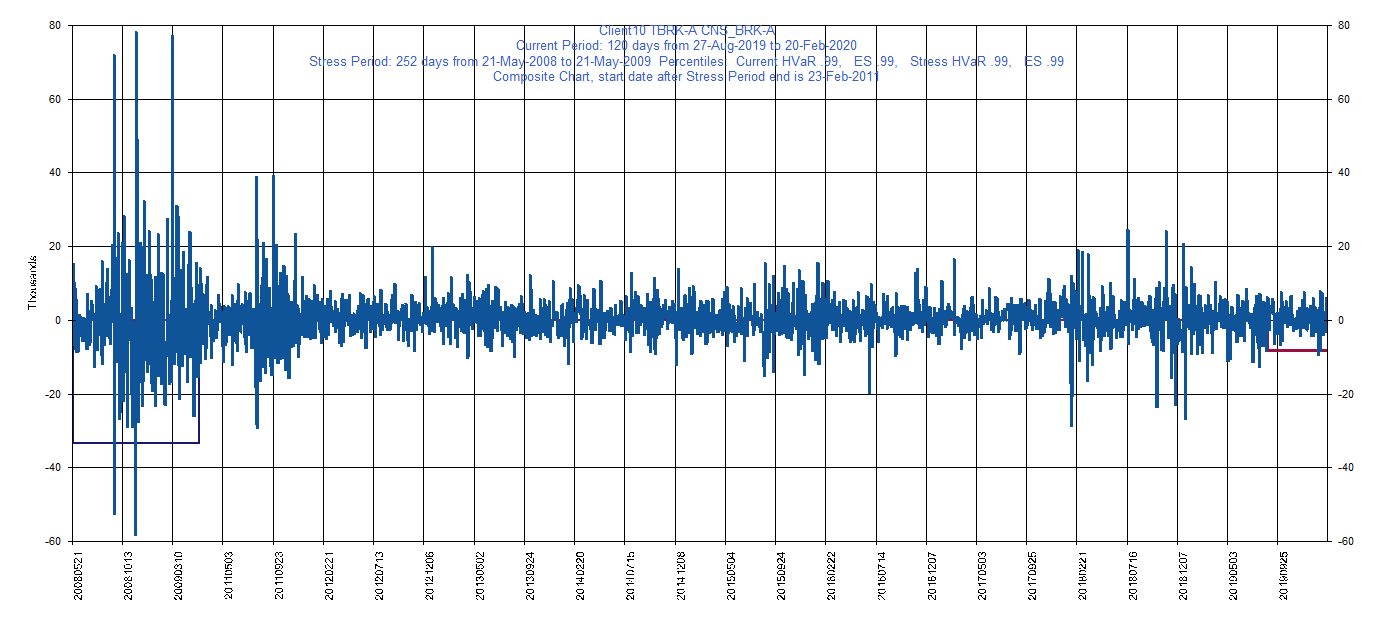 Client10 TBRK-A CNS_BRK-A
Current Period: 120 days from 27-Aug-2019 to 20-Feb-2020
Stress Period: 252 days from 21-May-2008 to 21-May-2009 Percentiles: Current HVaR .99, ES .99, Stress HVaR .99, ES .99
Composite Chart, start date after Stress Period end is 23-Feb-2011
80 80
60 60
40 40
20 20
Thousands
0 0
-20 -20
-40 -40
-60 -60
20080521 20081013 20090310 20110503 20110923 20120221 20120713 20121206 20130502 20130924 20140220 20140715 20141208 20150504 20150924 20160222 20160714 20161207 20170503 20170925 20180221 20180716 20181207 20190503 20190925